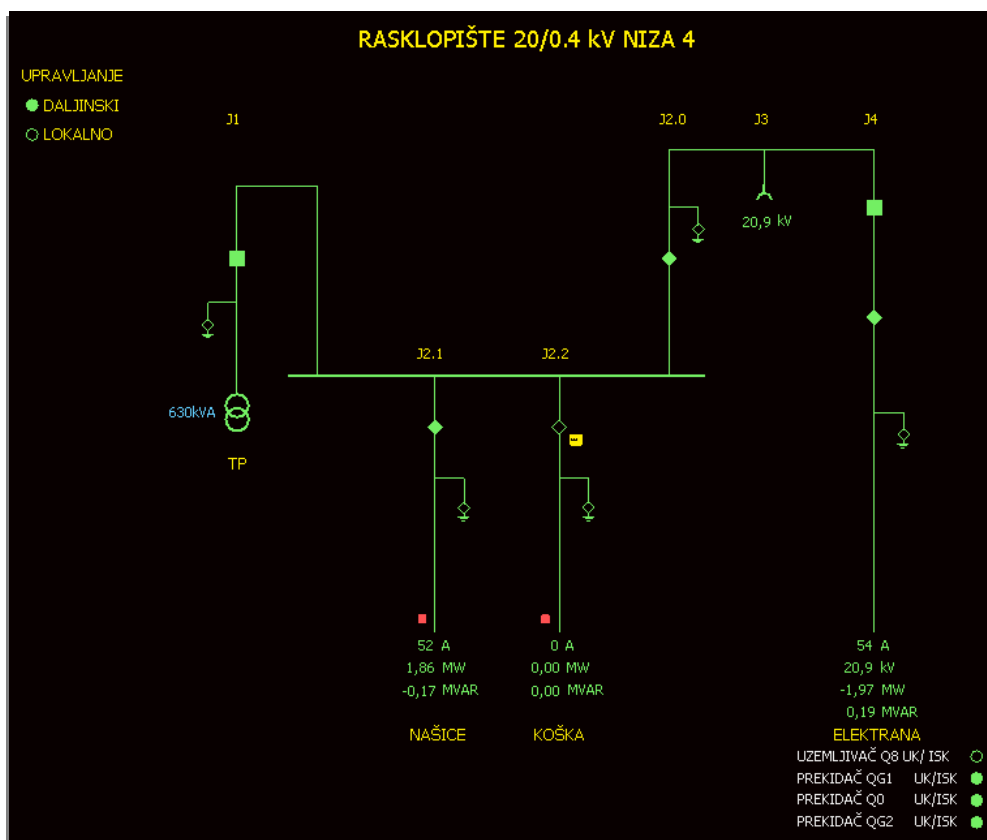 RASKLOPIŠTE 20/0.4 kV NIZA 4
UPRAVLJANJE
DALJINSKI
LOKALNO
J1
J2.0
J3
J4
20,9 kV
J2.1
J2.2
630kVA
TP
52 A
0 A
54 A
1,86 MW
0,00 MW
20,9 kV
-0,17 MVAR
0,00 MVAR
-1,97 MW
0,19 MVAR
NAŠICE
KOŠKA
ELEKTRANA
UZEMLJIVAČ Q8 UK/ ISK
PREKIDAČ QG1 UK/ISK
PREKIDAČ Q0 UK/ISK
PREKIDAČ QG2 UK/ISK